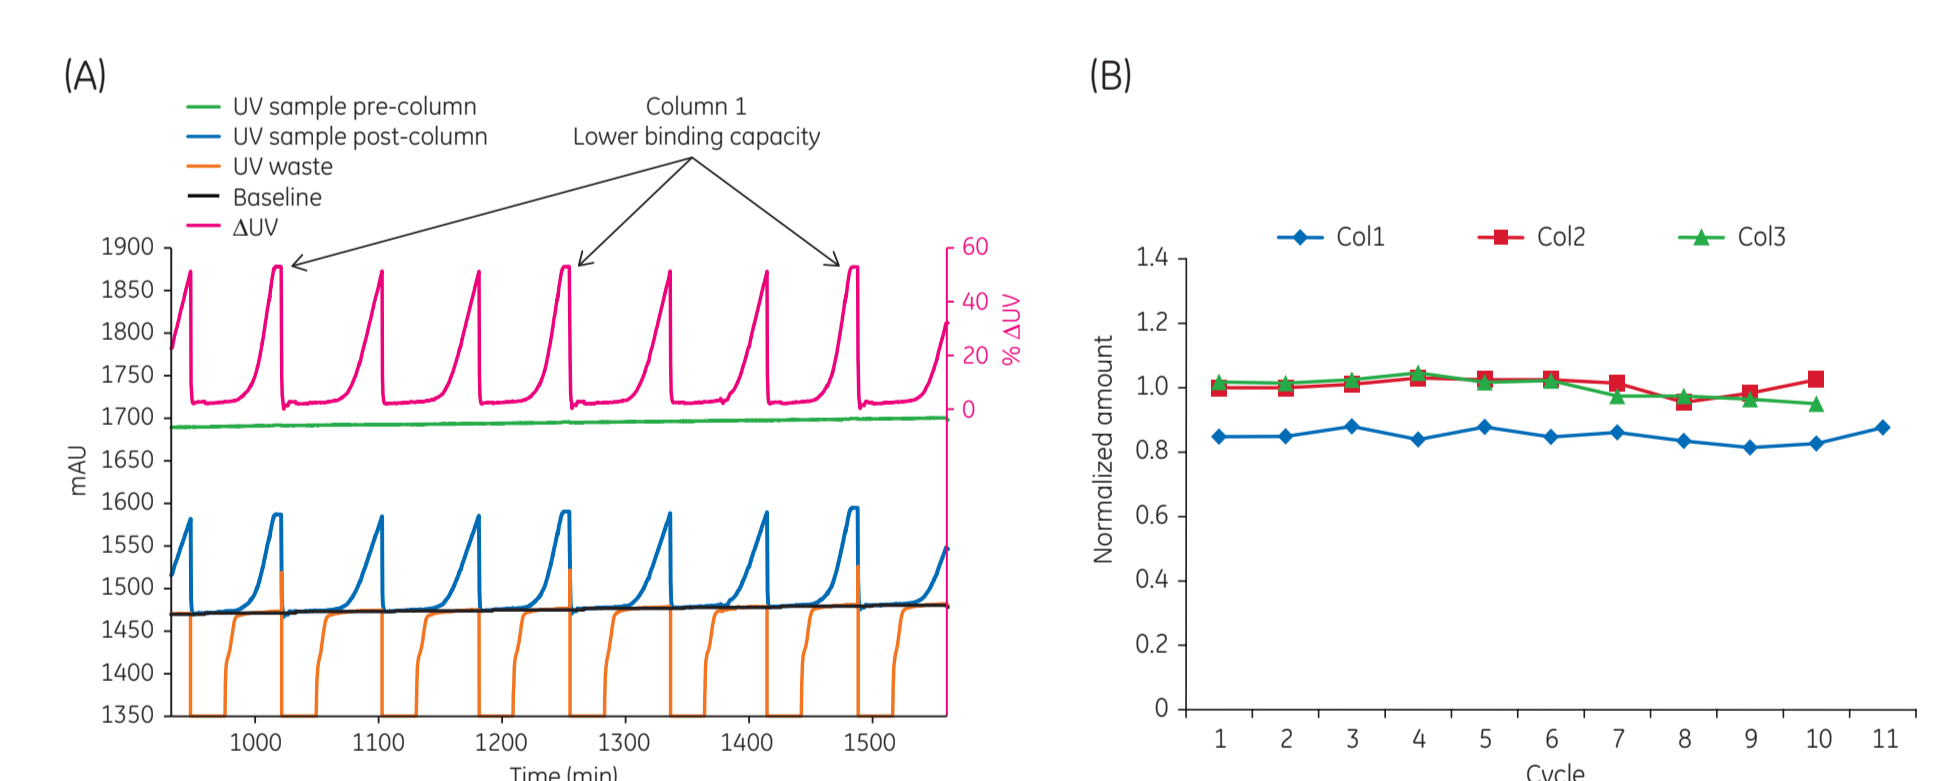 (A)
UV sample pre-column
UV sample post-column
UV waste
Baseline
ΔUV
Column 1
Lower binding capacity
1900
1850
1800
1750
1700
1650
1600
1550
1500
1450
1400
1350
mAU
60
40
20
0
% ΔUV
1000 1100 1200 1300 1400 1500
Time (min)
(B)
Col1 Col2 Col3
1.4
1.2
1.0
0.8
0.6
0.4
0.2
0
Normalized amount
1 2 3 4 5 6 7 8 9 10 11
Cycle